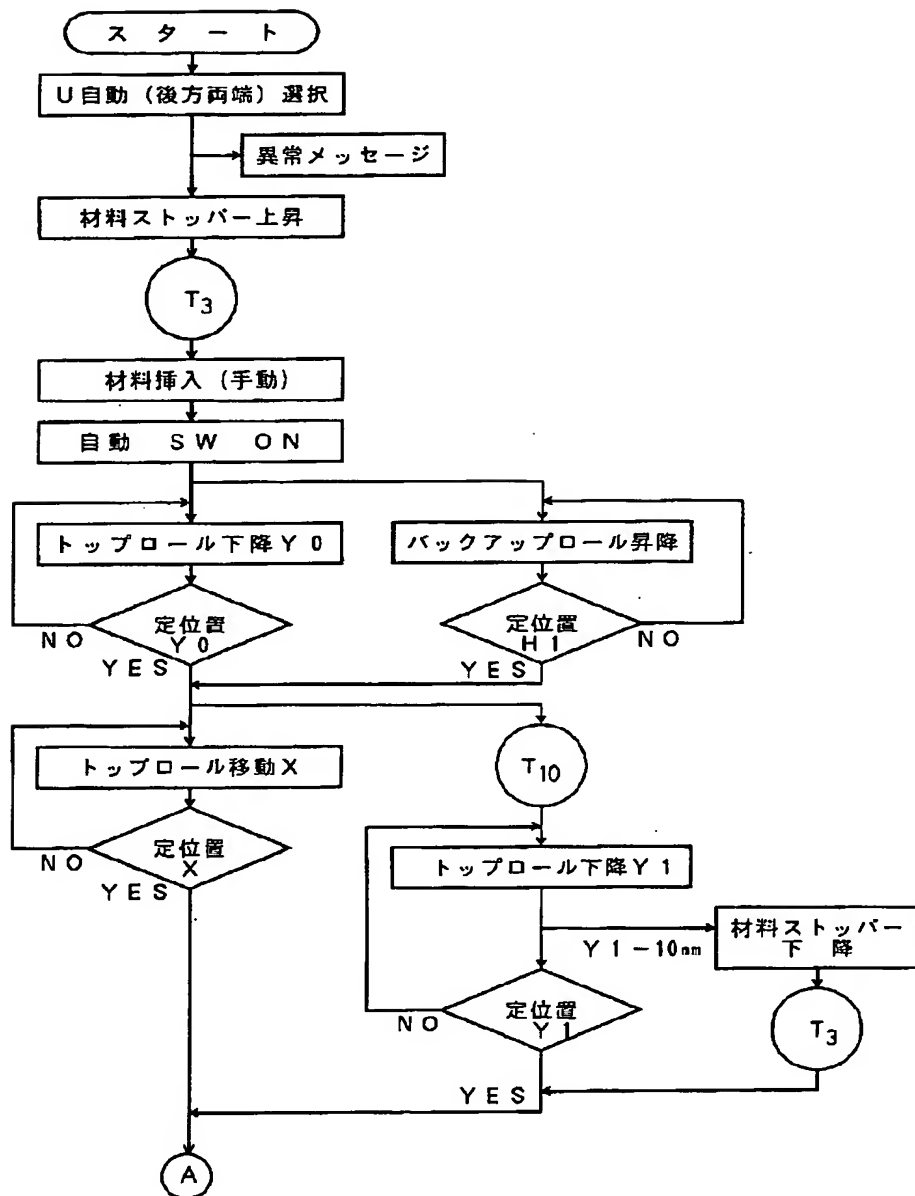 スタート
U自動(後方両端)選択
異常メッセージ
材料ストッパー上昇
T3
材料挿入(手動)
自動 SW ON
トップロール下降Y0
バックアップロール昇降
定位置
Y0
NO
YES
定位置
H1
NO
YES
トップロール移動X
T10
定位置
X
NO
YES
トップロール下降Y1
材料ストッパー
下降
Y1-10mm
定位置
Y1
NO
T3
YES
A